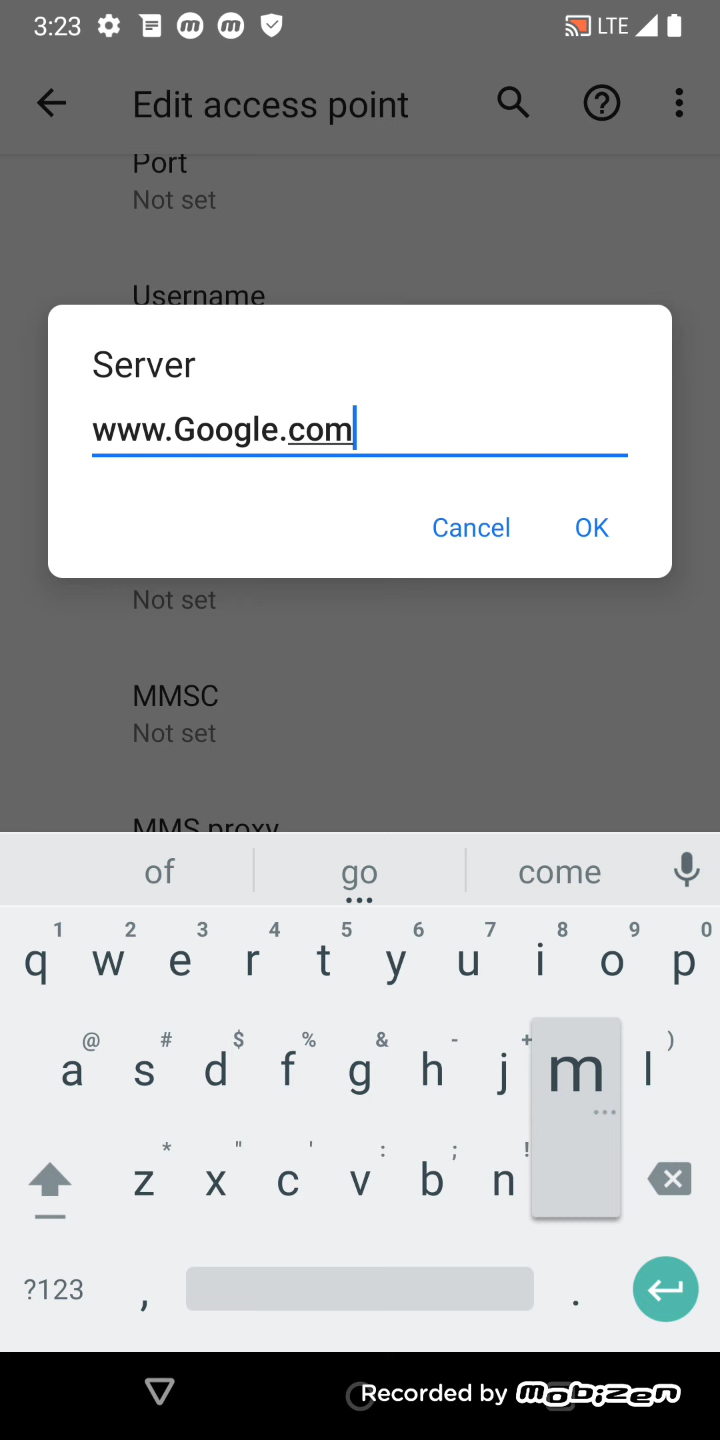 3:23 LTE
Edit access point
Port
Not set
Username
Server
www.Google.com
Cancel OK
Not set
MMSC
Not set
MMS proxy
of go come
1 2 3 4 5 6 7 8 9 0
q w e r t y u i o p
@ # $ % & - + )
a s d f g h j m l
* " ' : ; !
z x c v b n
?123 , .
Recorded by mobizen